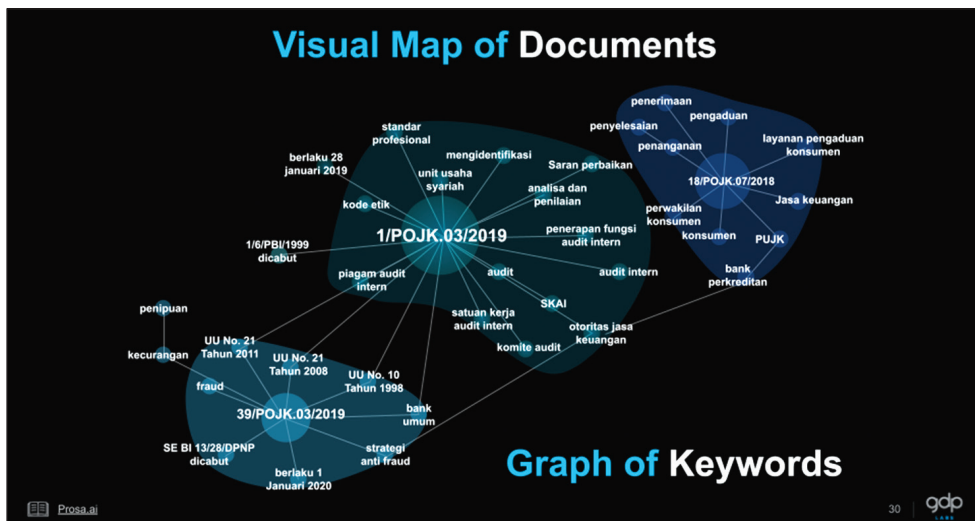 Visual Map of Documents
penerimaan
pengaduan
penyelesaian
penanganan
layanan pengaduan
konsumen
18/POJK.07/2018
Jasa keuangan
perwakilan
konsumen
konsumen
PUJK
bank
perkreditan
standar
profesional
mengidentifikasi
berlaku 28
januari 2019
unit usaha
syariah
Saran perbaikan
analisa dan
penilaian
kode etik
1/POJK.03/2019
penerapan fungsi
audit intern
1/6/PBI/1999
dicabut
piagam audit
intern
audit
audit intern
SKAI
satuan kerja
audit intern
otoritas jasa
keuangan
komite audit
penipuan
kecurangan
UU No. 21
Tahun 2011
UU No. 21
Tahun 2008
UU No. 10
Tahun 1998
fraud
39/POJK.03/2019
bank
umum
SE BI 13/28/DPNP
dicabut
strategi
anti fraud
berlaku 1
Januari 2020
Graph of Keywords
Prosa.ai
30
gdp
LABS